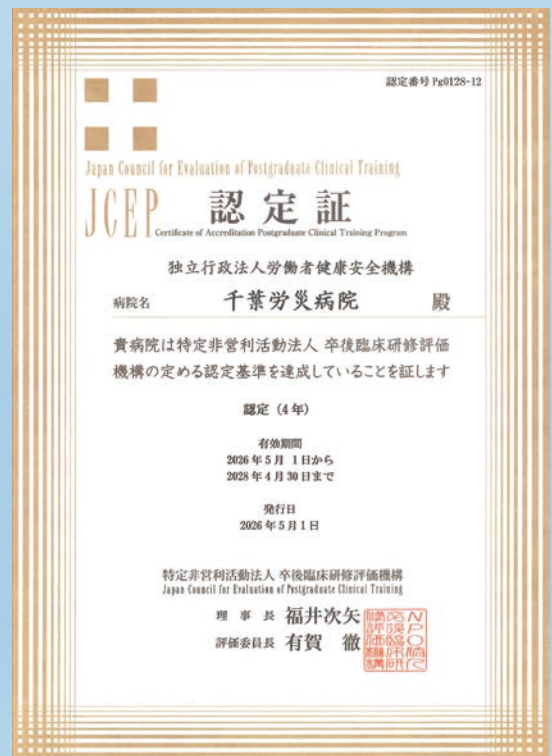 認定番号 Pg0128-12
Japan Council for Evaluation of Postgraduate Clinical Training
JCEP 認定証
Certificate of Accreditation Postgraduate Clinical Training Program
独立行政法人労働者健康安全機構
病院名 千葉労災病院 殿
貴病院は特定非営利活動法人 卒後臨床研修評価
機構の定める認定基準を達成していることを証します
認定（4年）
有効期間
2026年5月 1日から
2028年4月30日まで
発行日
2026年5月1日
特定非営利活動法人 卒後臨床研修評価機構
Japan Council for Evaluation of Postgraduate Clinical Training
理 事 長 福井次矢
評価委員長 有賀 徹